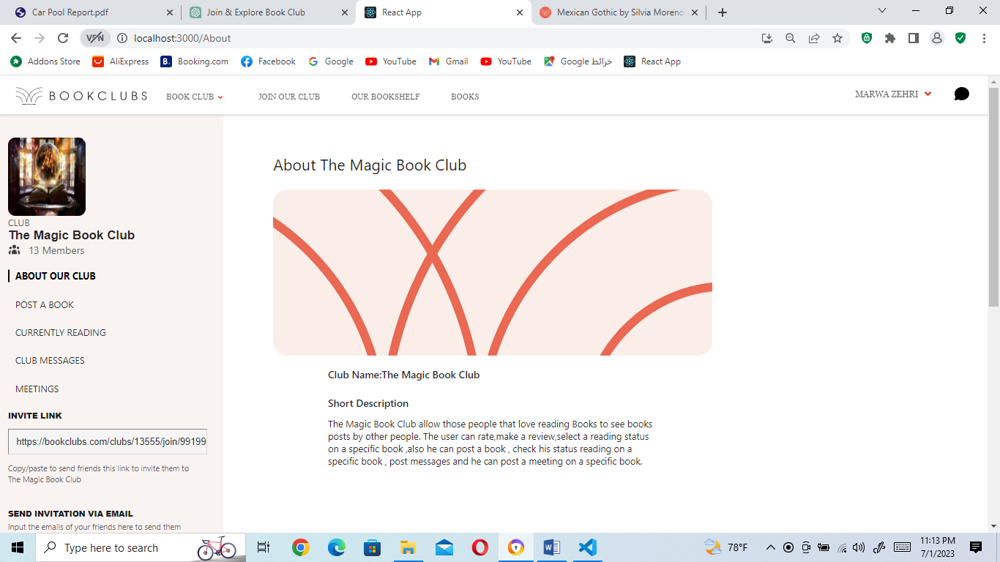 Car Pool Report.pdf
Join & Explore Book Club
React App
Mexican Gothic by Silvia Moreno
VPN
localhost:3000/About
Addons Store
AliExpress
B.
Booking.com
Facebook
Google
YouTube
Gmail
YouTube
خرائط Google
React App
BOOKCLUBS
BOOK CLUB
JOIN OUR CLUB
OUR BOOKSHELF
BOOKS
MARWA ZEHRI
CLUB
The Magic Book Club
13 Members
ABOUT OUR CLUB
POST A BOOK
CURRENTLY READING
CLUB MESSAGES
MEETINGS
INVITE LINK
https://bookclubs.com/clubs/13555/join/99199
Copy/paste to send friends this link to invite them to
The Magic Book Club
SEND INVITATION VIA EMAIL
Input the emails of your friends here to send them
About The Magic Book Club
Club Name:The Magic Book Club
Short Description
The Magic Book Club allow those people that love reading Books to see books
posts by other people. The user can rate,make a review,select a reading status
on a specific book ,also he can post a book , check his status reading on a
specific book , post messages and he can post a meeting on a specific book.
Type here to search
78°F
11:13 PM
7/1/2023